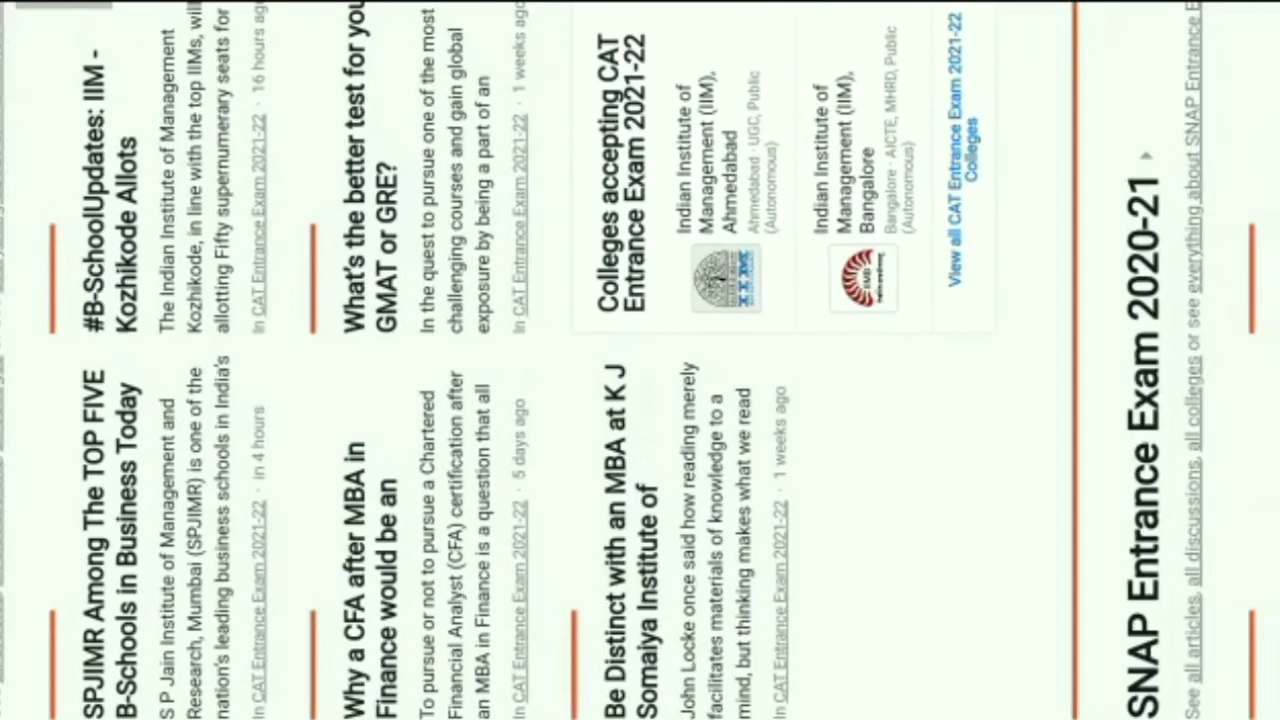 SPJIMR Among The TOP FIVE
B-Schools in Business Today
S P Jain Institute of Management and
Research, Mumbai (SPJIMR) is one of the
nation's leading business schools in India's
In CAT Entrance Exam 2021-22 · in 4 hours
#B-SchoolUpdates: IIM -
Kozhikode Allots
The Indian Institute of Management
Kozhikode, in line with the top IIMs, will
allotting Fifty supernumerary seats for
In CAT Entrance Exam 2021-22 · 16 hours ago
Why a CFA after MBA in
Finance would be an
To pursue or not to pursue a Chartered
Financial Analyst (CFA) certification after
an MBA in Finance is a question that all
In CAT Entrance Exam 2021-22 · 5 days ago
What's the better test for you
GMAT or GRE?
In the quest to pursue one of the most
challenging courses and gain global
exposure by being a part of an
In CAT Entrance Exam 2021-22 · 1 weeks ago
Be Distinct with an MBA at K J
Somaiya Institute of
John Locke once said how reading merely
facilitates materials of knowledge to a
mind, but thinking makes what we read
In CAT Entrance Exam 2021-22 · 1 weeks ago
Colleges accepting CAT
Entrance Exam 2021-22
Indian Institute of
Management (IIM),
Ahmedabad
Ahmedabad · UGC, Public
(Autonomous)
Indian Institute of
Management (IIM),
Bangalore
Bangalore · AICTE, MHRD, Public
(Autonomous)
View all CAT Entrance Exam 2021-22
Colleges
SNAP Entrance Exam 2020-21
See all articles, all discussions, all colleges or see everything about SNAP Entrance E